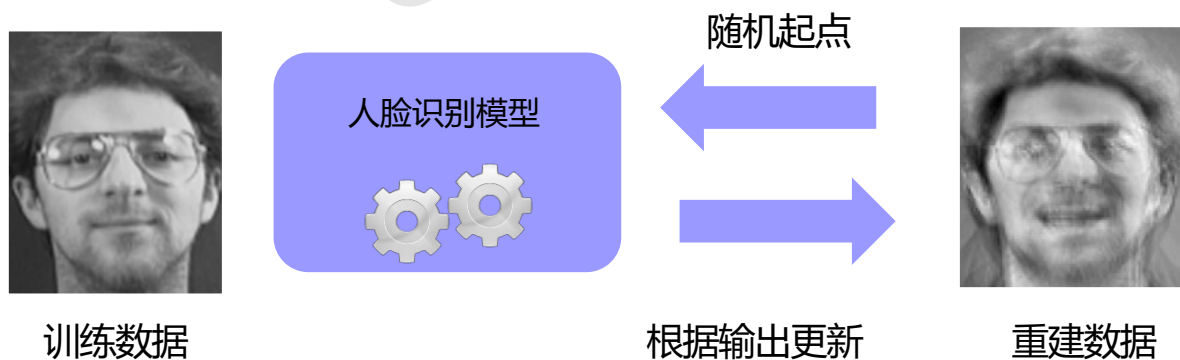 随机起点
人脸识别模型
训练数据
根据输出更新
重建数据